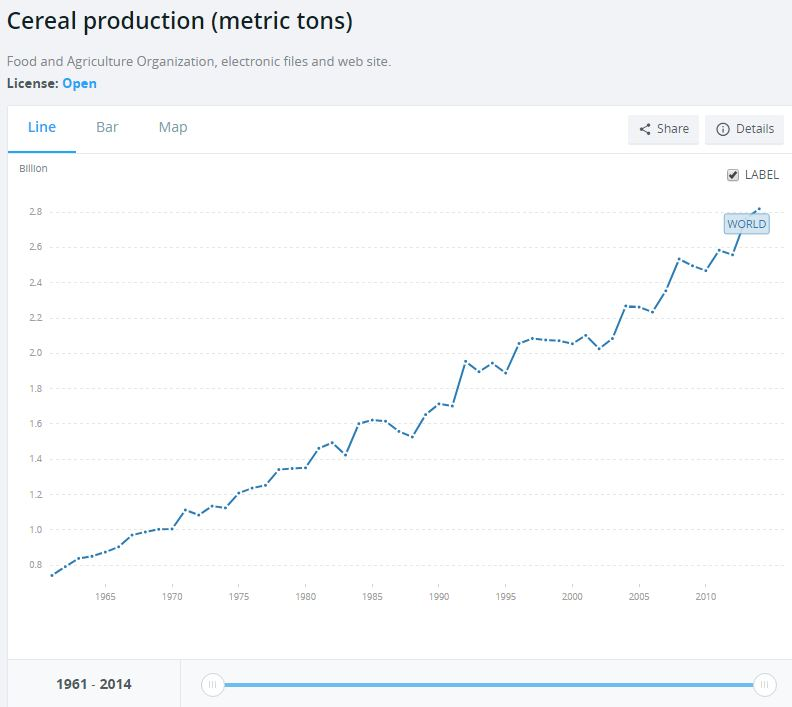 Cereal production (metric tons)
Food and Agriculture Organization, electronic files and web site.
License: Open
Line Bar Map Share Details
Billion
LABEL
2.8
WORLD
2.6
2.4
2.2
2.0
1.8
1.6
1.4
1.2
1.0
0.8
1965 1970 1975 1980 1985 1990 1995 2000 2005 2010
1961 - 2014